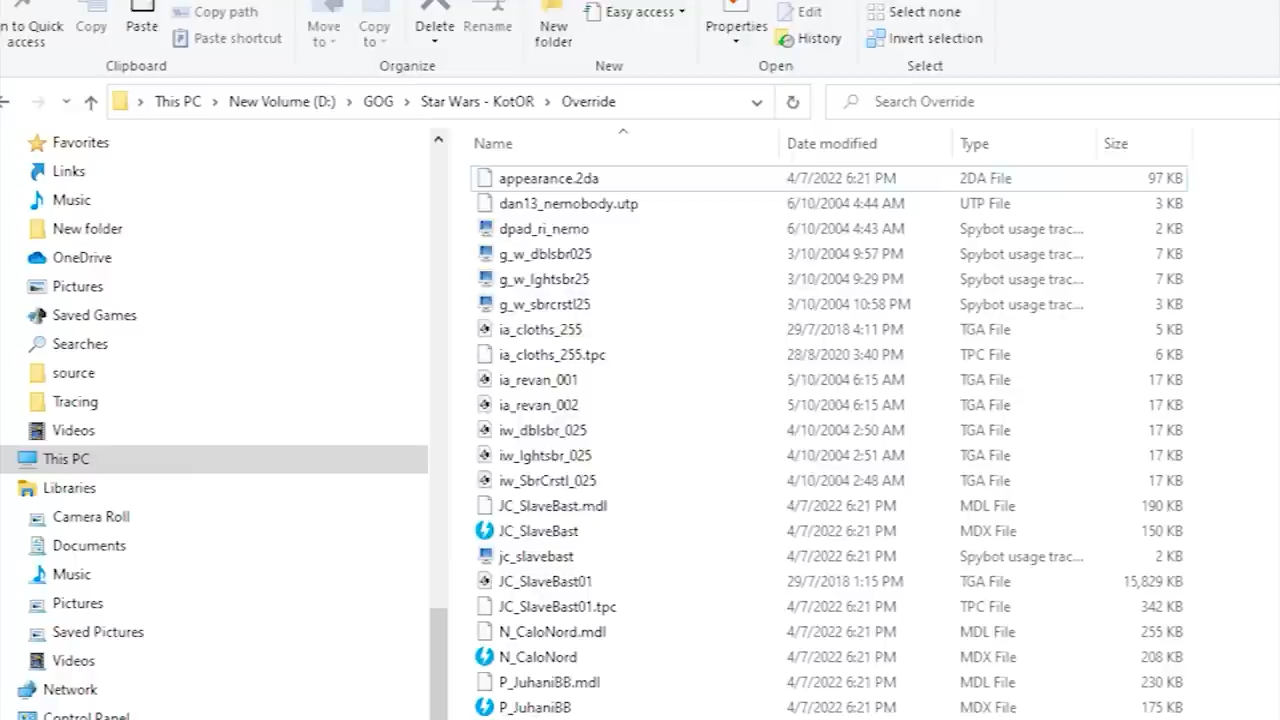 n to Quick access
Copy
Paste
Copy path
Paste shortcut
Clipboard
Move to
Copy to
Delete
Rename
Organize
New folder
Easy access
New
Properties
Edit
History
Open
Select none
Invert selection
Select
This PC > New Volume (D:) > GOG > Star Wars - KotOR > Override
Search Override
Favorites
Links
Music
New folder
OneDrive
Pictures
Saved Games
Searches
source
Tracing
Videos
This PC
Libraries
Camera Roll
Documents
Music
Pictures
Saved Pictures
Videos
Network
Control Panel
Name Date modified Type Size
appearance.2da 4/7/2022 6:21 PM 2DA File 97 KB
dan13_nemobody.utp 6/10/2004 4:44 AM UTP File 3 KB
dpad_ri_nemo 6/10/2004 4:43 AM Spybot usage trac... 2 KB
g_w_dblsbr025 3/10/2004 9:57 PM Spybot usage trac... 7 KB
g_w_lghtsbr25 3/10/2004 9:29 PM Spybot usage trac... 7 KB
g_w_sbrcrstl25 3/10/2004 10:58 PM Spybot usage trac... 3 KB
ia_cloths_255 29/7/2018 4:11 PM TGA File 5 KB
ia_cloths_255.tpc 28/8/2020 3:40 PM TPC File 6 KB
ia_revan_001 5/10/2004 6:15 AM TGA File 17 KB
ia_revan_002 5/10/2004 6:15 AM TGA File 17 KB
iw_dblsbr_025 4/10/2004 2:50 AM TGA File 17 KB
iw_lghtsbr_025 4/10/2004 2:51 AM TGA File 17 KB
iw_SbrCrstl_025 4/10/2004 2:48 AM TGA File 17 KB
JC_SlaveBast.mdl 4/7/2022 6:21 PM MDL File 190 KB
JC_SlaveBast 4/7/2022 6:21 PM MDX File 150 KB
jc_slavebast 4/7/2022 6:21 PM Spybot usage trac... 2 KB
JC_SlaveBast01 29/7/2018 1:15 PM TGA File 15,829 KB
JC_SlaveBast01.tpc 4/7/2022 6:21 PM TPC File 342 KB
N_CaloNord.mdl 4/7/2022 6:21 PM MDL File 255 KB
N_CaloNord 4/7/2022 6:21 PM MDX File 208 KB
P_JuhaniBB.mdl 4/7/2022 6:21 PM MDL File 230 KB
P_JuhaniBB 4/7/2022 6:21 PM MDX File 175 KB